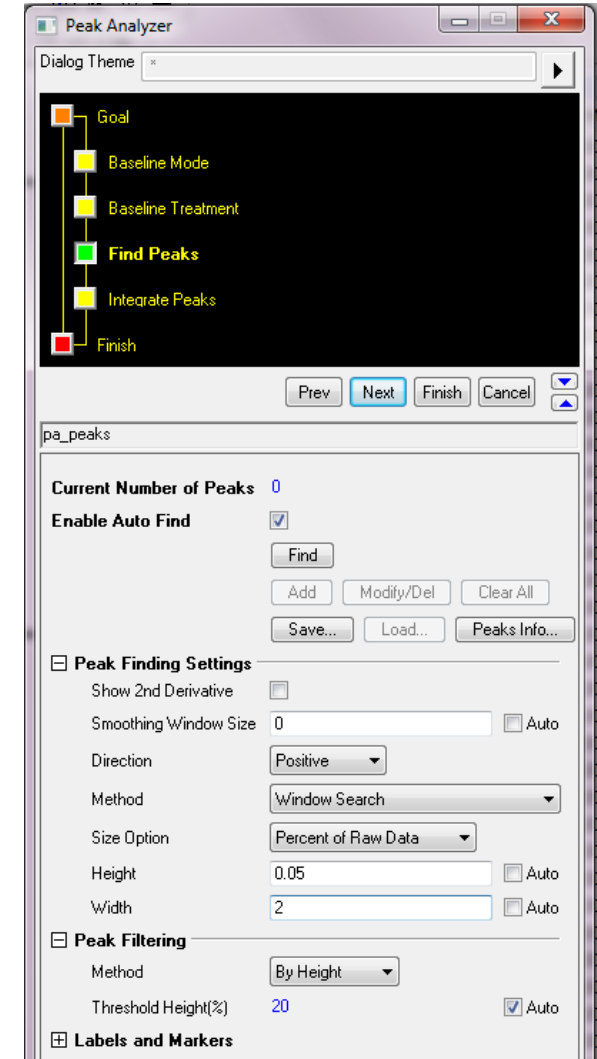 Peak Analyzer
Dialog Theme *
Goal
Baseline Mode
Baseline Treatment
Find Peaks
Integrate Peaks
Finish
Prev Next Finish Cancel
pa_peaks
Current Number of Peaks 0
Enable Auto Find
Find
Add Modify/Del Clear All
Save... Load... Peaks Info...
Peak Finding Settings
Show 2nd Derivative
Smoothing Window Size 0 Auto
Direction Positive
Method Window Search
Size Option Percent of Raw Data
Height 0.05 Auto
Width 2 Auto
Peak Filtering
Method By Height
Threshold Height(%) 20 Auto
Labels and Markers